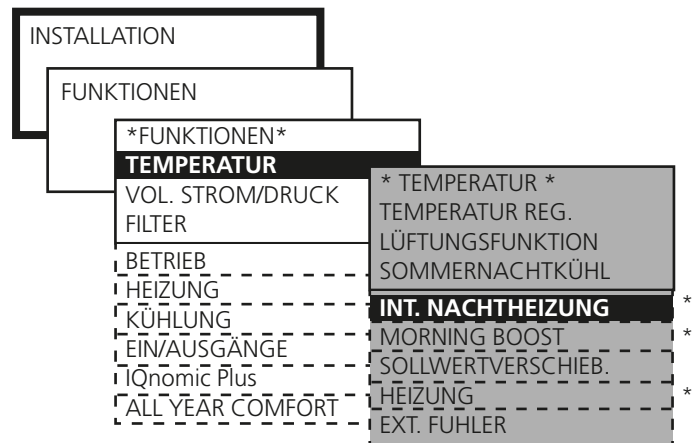 INSTALLATION
FUNKTIONEN
*FUNKTIONEN*
TEMPERATUR
VOL. STROM/DRUCK
FILTER
BETRIEB
HEIZUNG
KÜHLUNG
EIN/AUSGÄNGE
IQnomic Plus
ALL YEAR COMFORT
* TEMPERATUR *
TEMPERATUR REG.
LÜFTUNGSFUNKTION
SOMMERNACHTKÜHL
INT. NACHTHEIZUNG *
MORNING BOOST *
SOLLWERTVERSCHIEB.
HEIZUNG *
EXT. FUHLER